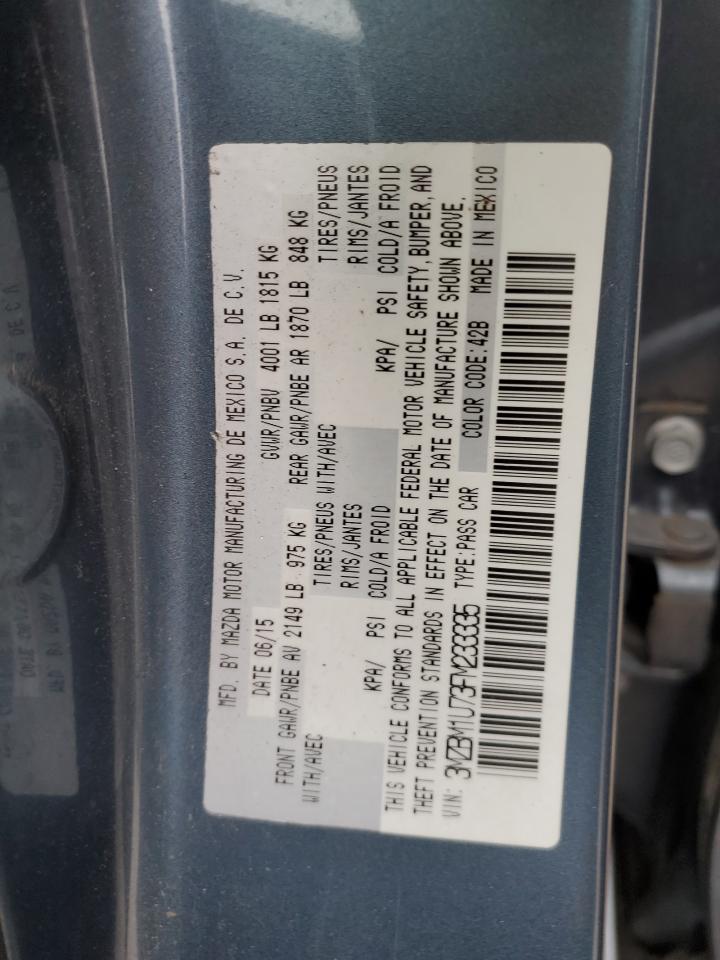 MFD. BY MAZDA MOTOR MANUFACTURING DE MEXICO S.A. DE C.V.
DATE 06/15 GVWR/PNBV 4001 LB 1815 KG
FRONT GAWR/PNBE AV 2149 LB 975 KG REAR GAWR/PNBE AR 1870 LB 848 KG
WITH/AVEC TIRES/PNEUS WITH/AVEC TIRES/PNEUS
RIMS/JANTES RIMS/JANTES
KPA/ PSI COLD/A FROID KPA/ PSI COLD/A FROID
THIS VEHICLE CONFORMS TO ALL APPLICABLE FEDERAL MOTOR VEHICLE SAFETY, BUMPER, AND
THEFT PREVENTION STANDARDS IN EFFECT ON THE DATE OF MANUFACTURE SHOWN ABOVE.
VIN: 3MZBM1U73FM233335 TYPE:PASS CAR COLOR CODE:42B MADE IN MEXICO
DE C.V.